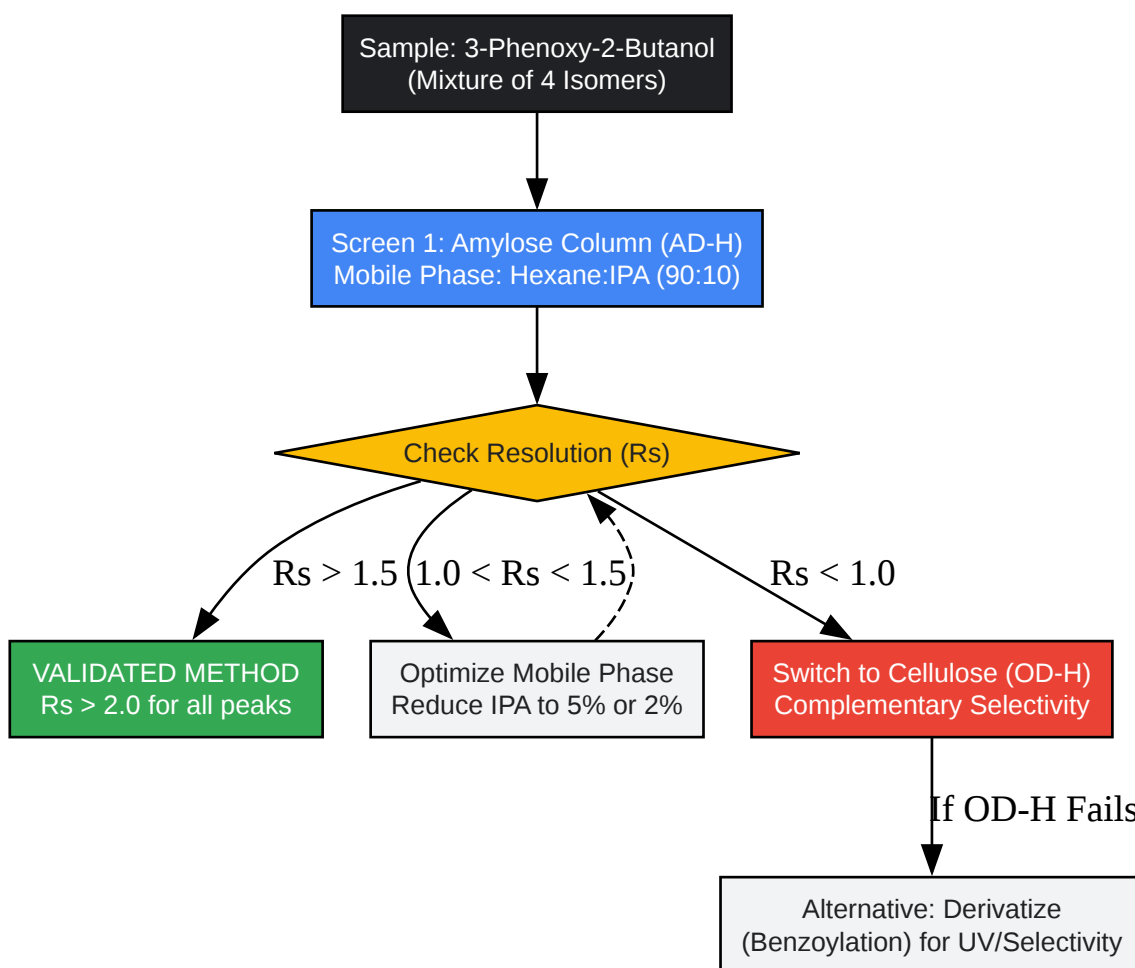 Sample: 3-Phenoxy-2-Butanol
(Mixture of 4 Isomers)
Screen 1: Amylose Column (AD-H)
Mobile Phase: Hexane:IPA (90:10)
Check Resolution (Rs)
Rs > 1.5
1.0 < Rs < 1.5
Rs < 1.0
VALIDATED METHOD
Rs > 2.0 for all peaks
Optimize Mobile Phase
Reduce IPA to 5% or 2%
Switch to Cellulose (OD-H)
Complementary Selectivity
If OD-H Fails
Alternative: Derivatize
(Benzoylation) for UV/Selectivity